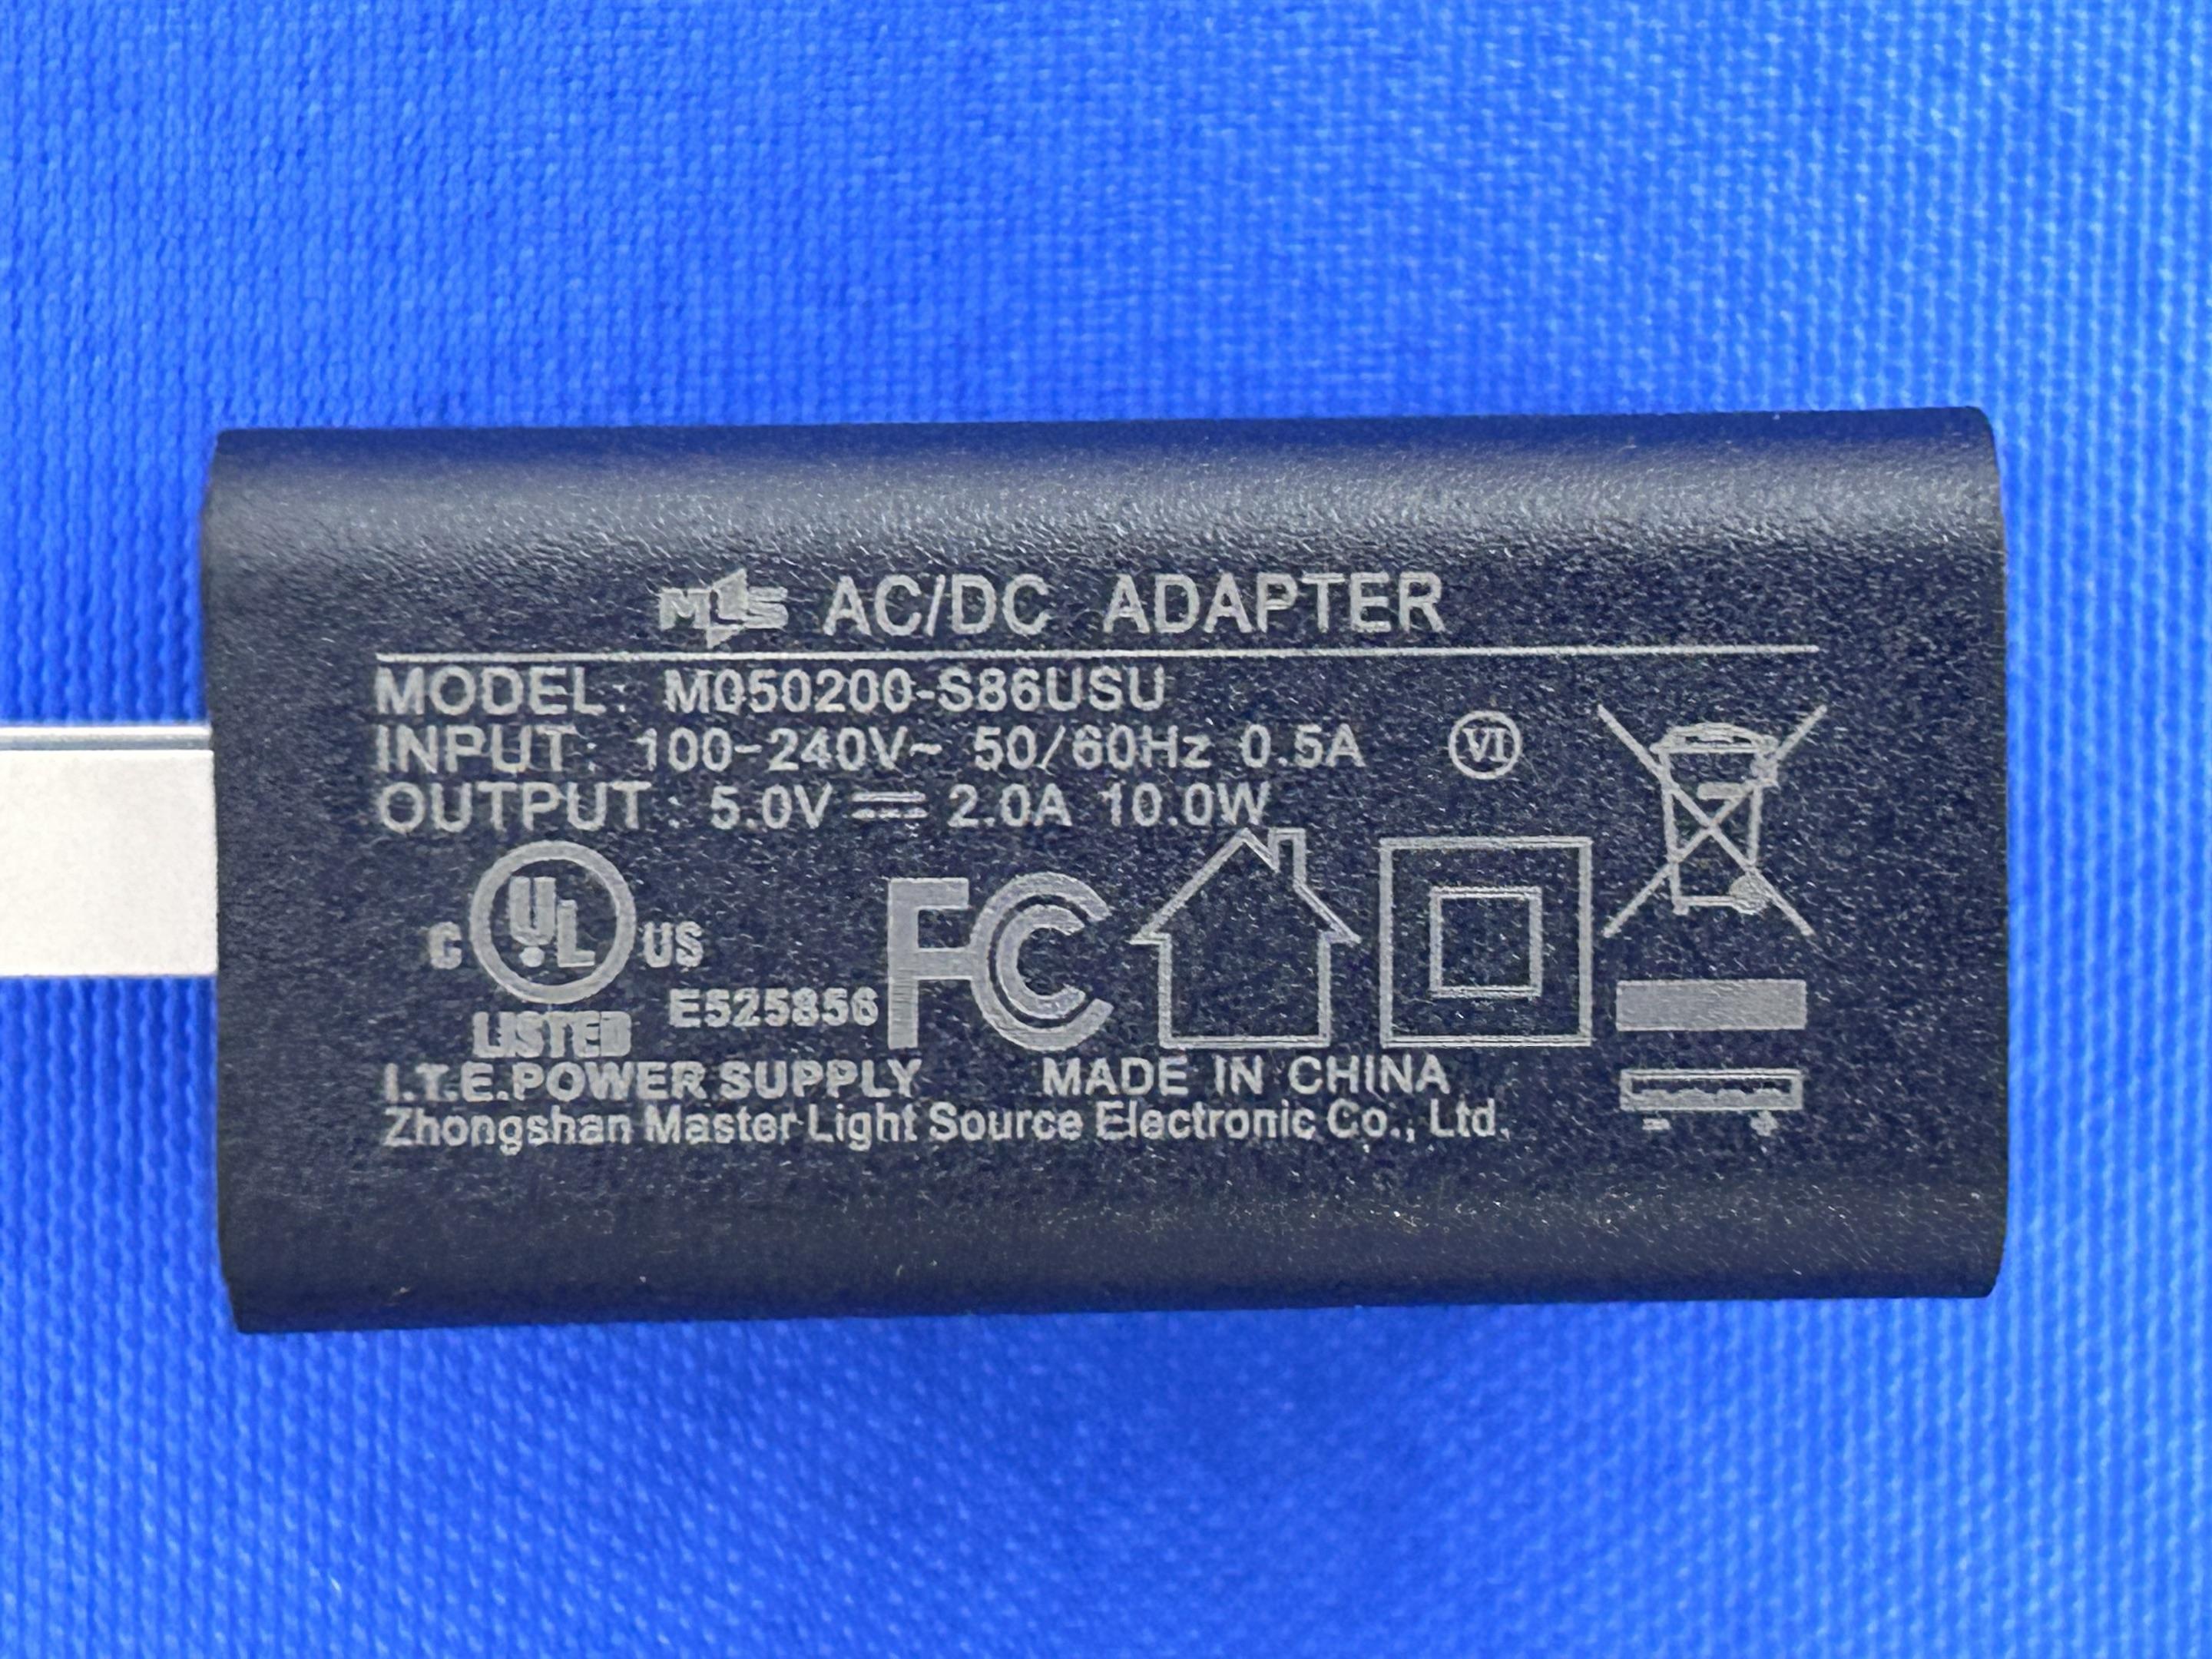 MLS AC/DC ADAPTER
MODEL: M050200-S86USU
INPUT: 100-240V~ 50/60Hz 0.5A VI
OUTPUT: 5.0V ⎓ 2.0A 10.0W
C UL US
LISTED E525856
FC
I.T.E.POWER SUPPLY MADE IN CHINA
Zhongshan Master Light Source Electronic Co., Ltd.
- +